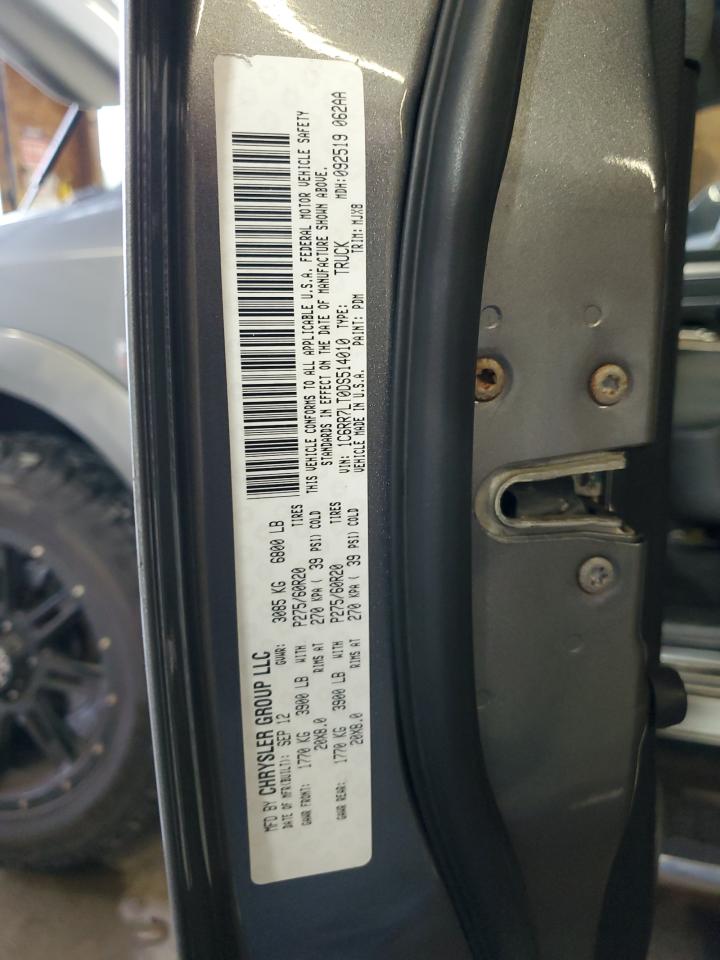 MFD BY CHRYSLER GROUP LLC
DATE OF MFR(BUILT): SEP 12 GVWR: 3085 KG 6800 LB
GAWR FRONT: 1770 KG 3900 LB WITH P275/60R20 TIRES
20X8.0 RIMS AT 270 KPA ( 39 PSI) COLD
GAWR REAR: 1770 KG 3900 LB WITH P275/60R20 TIRES
20X8.0 RIMS AT 270 KPA ( 39 PSI) COLD
THIS VEHICLE CONFORMS TO ALL APPLICABLE U.S.A. FEDERAL MOTOR VEHICLE SAFETY
STANDARDS IN EFFECT ON THE DATE OF MANUFACTURE SHOWN ABOVE.
VIN: 1C6RR7LT0DS514010 TYPE: TRUCK MDH:092519 062AA
VEHICLE MADE IN U.S.A. PAINT: PDM TRIM: MJX8